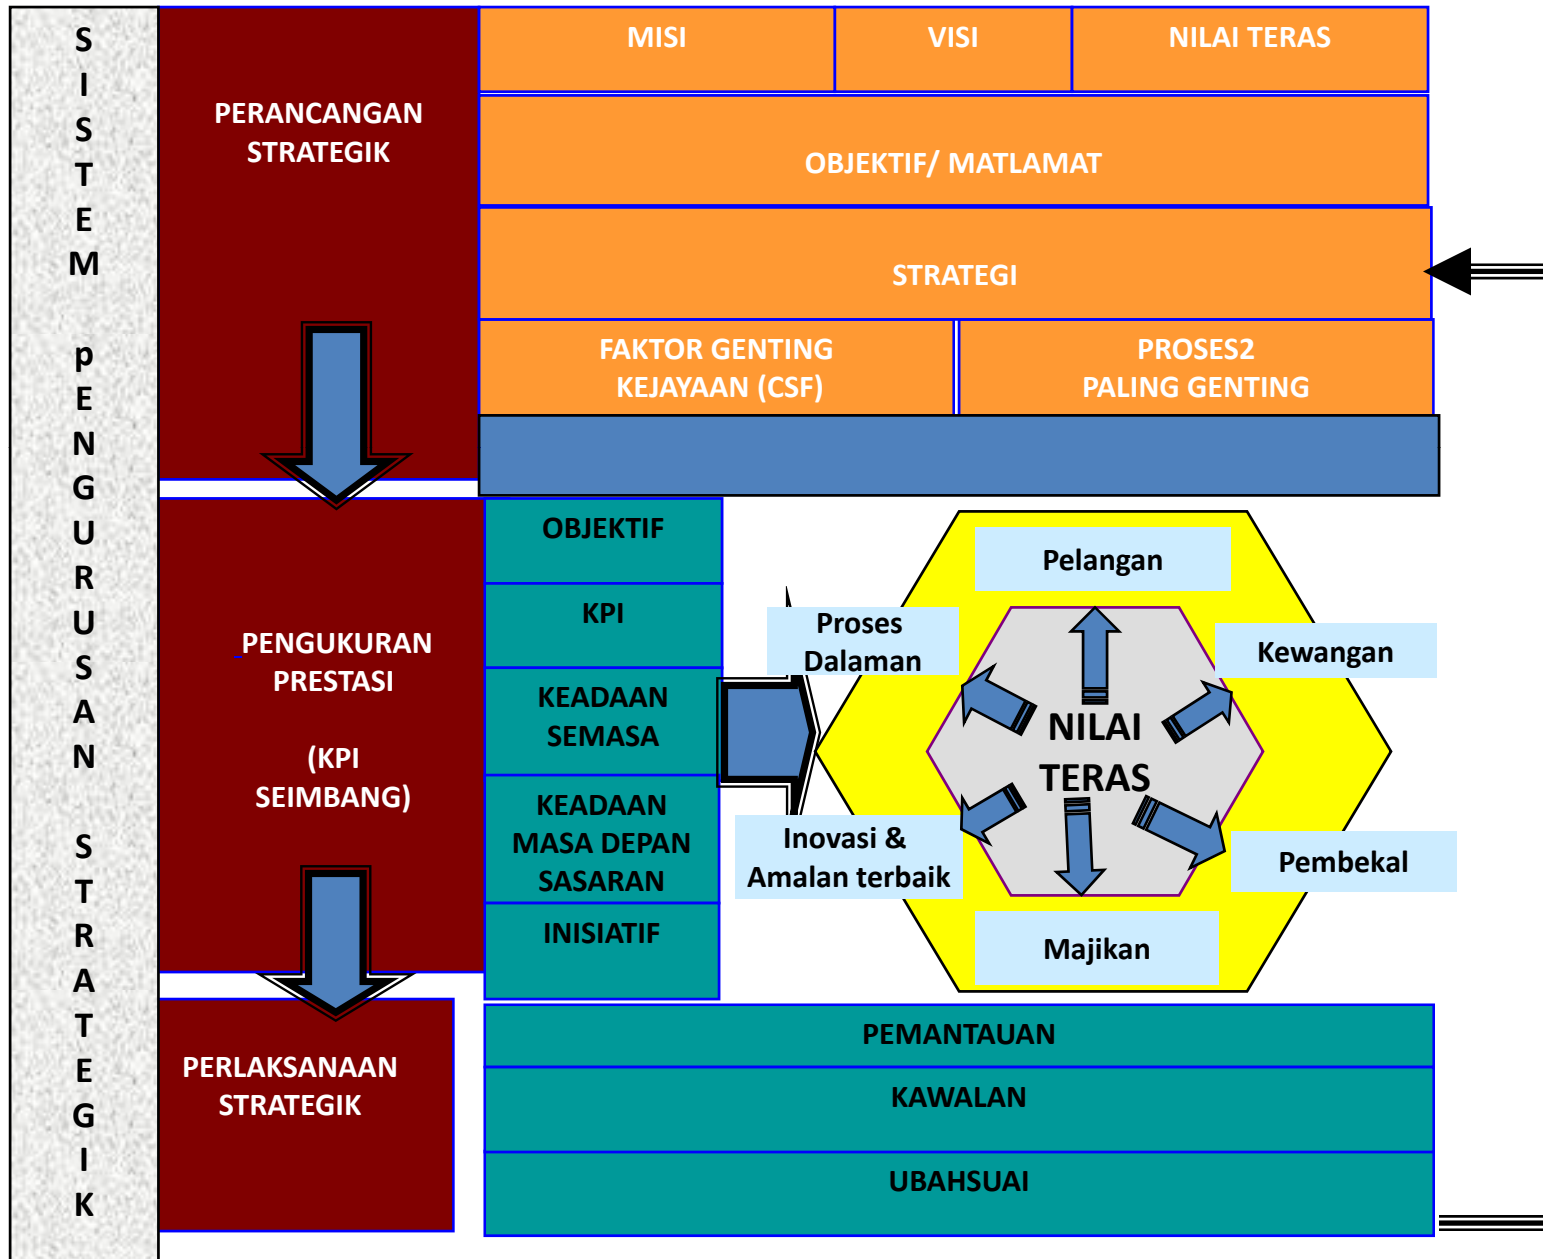 SISTEM pENGURUSAN STRATEGIK
PERANCANGAN
STRATEGIK
MISI
VISI
NILAI TERAS
OBJEKTIF/ MATLAMAT
STRATEGI
FAKTOR GENTING
KEJAYAAN (CSF)
PROSES2
PALING GENTING
PENGUKURAN
PRESTASI
(KPI
SEIMBANG)
OBJEKTIF
KPI
KEADAAN
SEMASA
KEADAAN
MASA DEPAN
SASARAN
INISIATIF
Pelangan
Proses
Dalaman
Kewangan
NILAI
TERAS
Inovasi &
Amalan terbaik
Pembekal
Majikan
PERLAKSANAAN
STRATEGIK
PEMANTAUAN
KAWALAN
UBAHSUAI